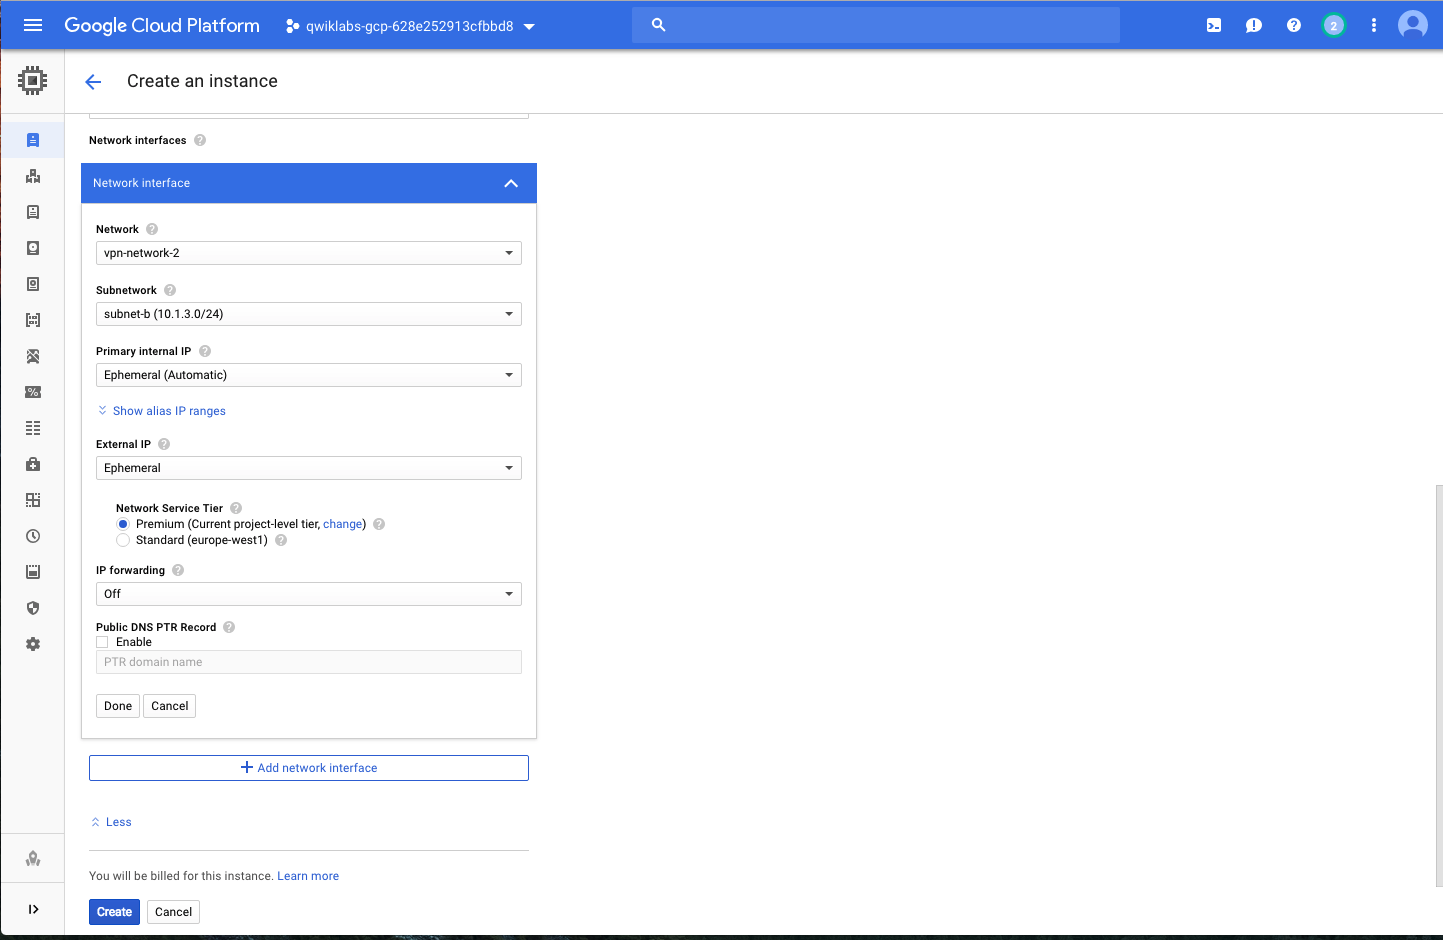 Google Cloud Platform
qwiklabs-gcp-628e252913cfbbd8
2
Create an instance
Network interfaces
Network interface
Network
vpn-network-2
Subnetwork
subnet-b (10.1.3.0/24)
Primary internal IP
Ephemeral (Automatic)
Show alias IP ranges
External IP
Ephemeral
Network Service Tier
Premium (Current project-level tier, change)
Standard (europe-west1)
IP forwarding
Off
Public DNS PTR Record
Enable
PTR domain name
Done Cancel
Add network interface
Less
You will be billed for this instance. Learn more
Create Cancel